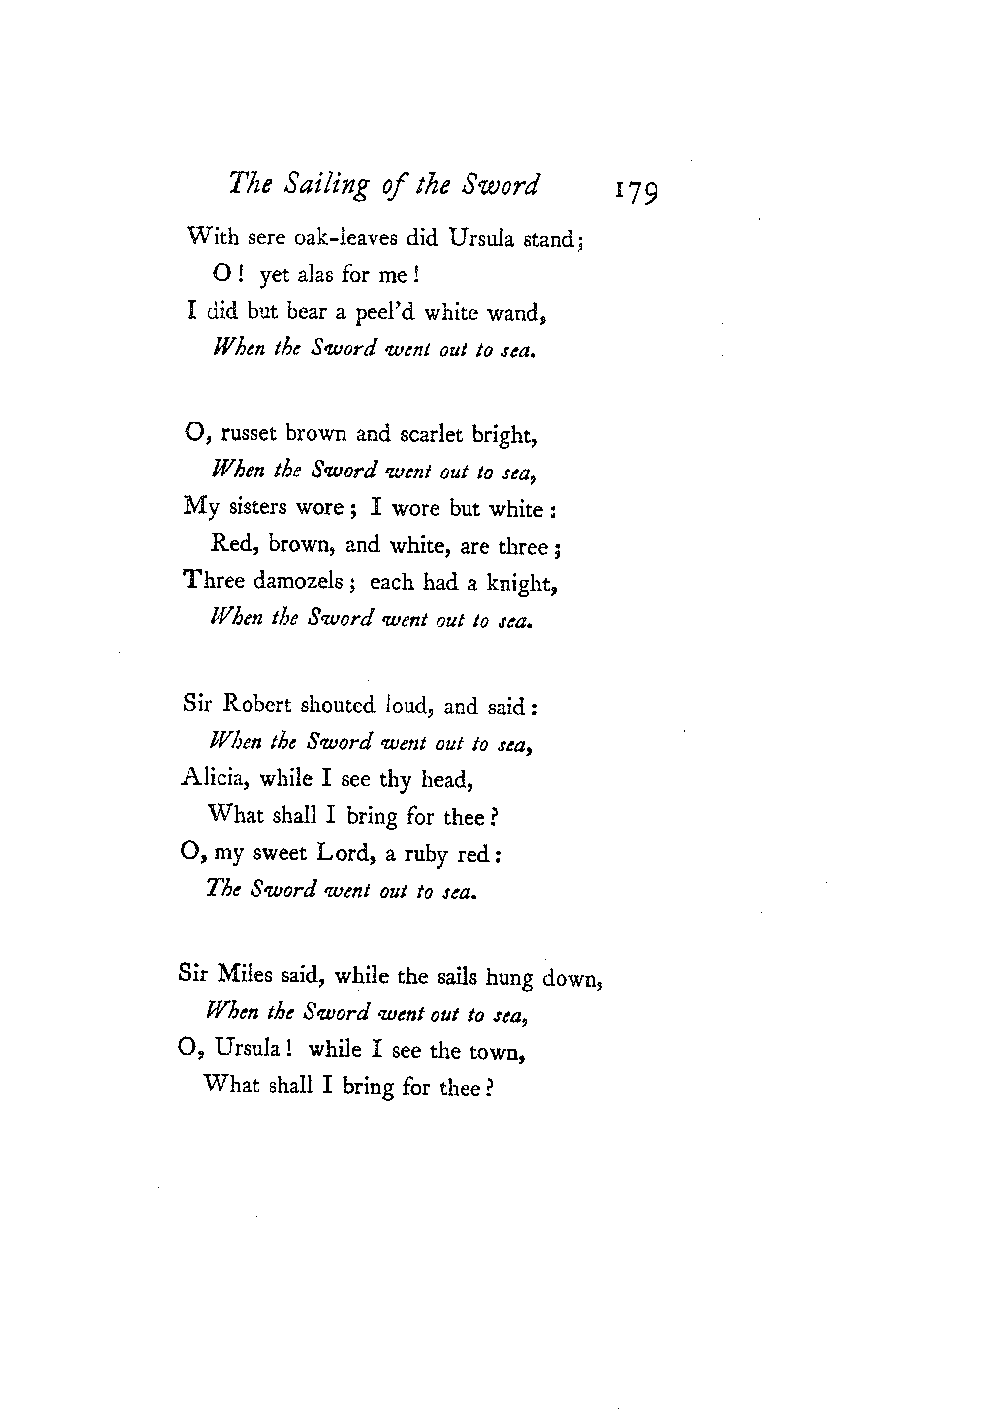 The Sailing of the Sword 179
With sere oak-leaves did Ursula stand;
O! yet alas for me!
I did but bear a peel'd white wand,
When the Sword went out to sea.
O, russet brown and scarlet bright,
When the Sword went out to sea,
My sisters wore; I wore but white:
Red, brown, and white, are three;
Three damozels; each had a knight,
When the Sword went out to sea.
Sir Robert shouted loud, and said:
When the Sword went out to sea,
Alicia, while I see thy head,
What shall I bring for thee?
O, my sweet Lord, a ruby red:
The Sword went out to sea.
Sir Miles said, while the sails hung down,
When the Sword went out to sea,
O, Ursula! while I see the town,
What shall I bring for thee?